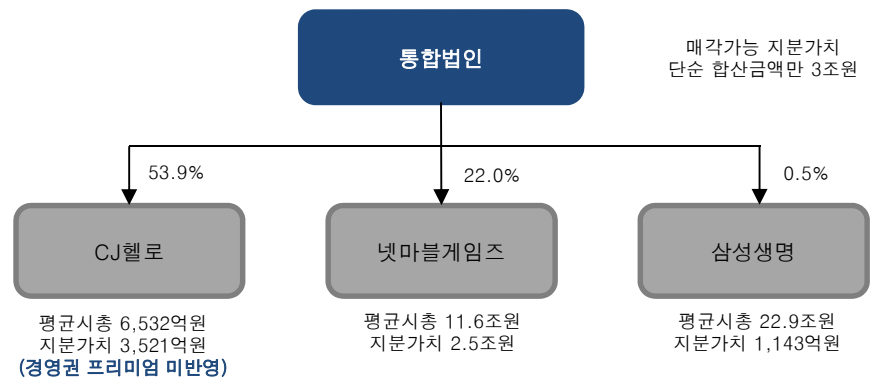 통합법인
매각가능 지분가치
단순 합산금액만 3조원
53.9%
22.0%
0.5%
CJ헬로
넷마블게임즈
삼성생명
평균시총 6,532억원
지분가치 3,521억원
(경영권 프리미엄 미반영)
평균시총 11.6조원
지분가치 2.5조원
평균시총 22.9조원
지분가치 1,143억원